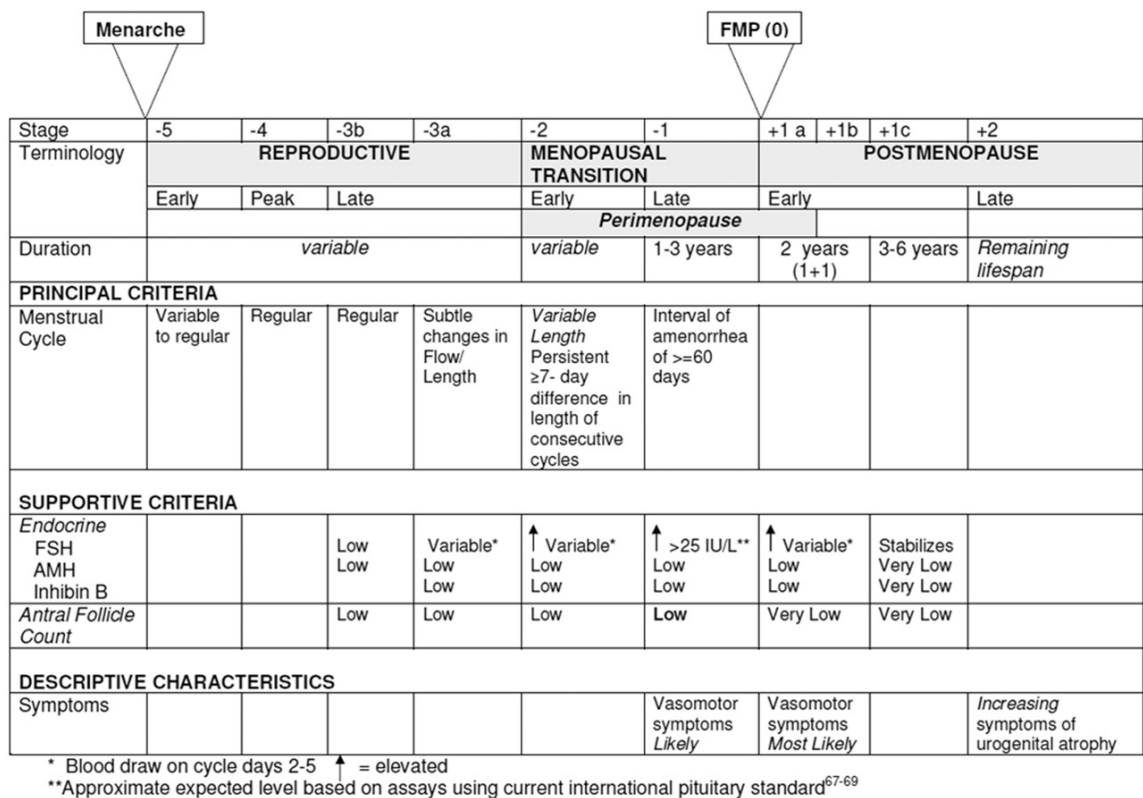 Menarche
FMP (0)
Stage -5 -4 -3b -3a -2 -1 +1 a +1b +1c +2
Terminology REPRODUCTIVE MENOPAUSAL TRANSITION POSTMENOPAUSE
Early Peak Late Early Late Early Late
Perimenopause
Duration variable variable 1-3 years 2 years (1+1) 3-6 years Remaining lifespan
PRINCIPAL CRITERIA
Menstrual Cycle Variable to regular Regular Regular Subtle changes in Flow/ Length Variable Length Persistent ≥7- day difference in length of consecutive cycles Interval of amenorrhea of >=60 days
SUPPORTIVE CRITERIA
Endocrine
FSH Low Variable* ↑ Variable* ↑ >25 IU/L** ↑ Variable* Stabilizes
AMH Low Low Low Low Low Very Low
Inhibin B Low Low Low Low Very Low
Antral Follicle Count Low Low Low Low Very Low Very Low
DESCRIPTIVE CHARACTERISTICS
Symptoms Vasomotor symptoms Likely Vasomotor symptoms Most Likely Increasing symptoms of urogenital atrophy
* Blood draw on cycle days 2-5 ↑ = elevated
**Approximate expected level based on assays using current international pituitary standard67-69